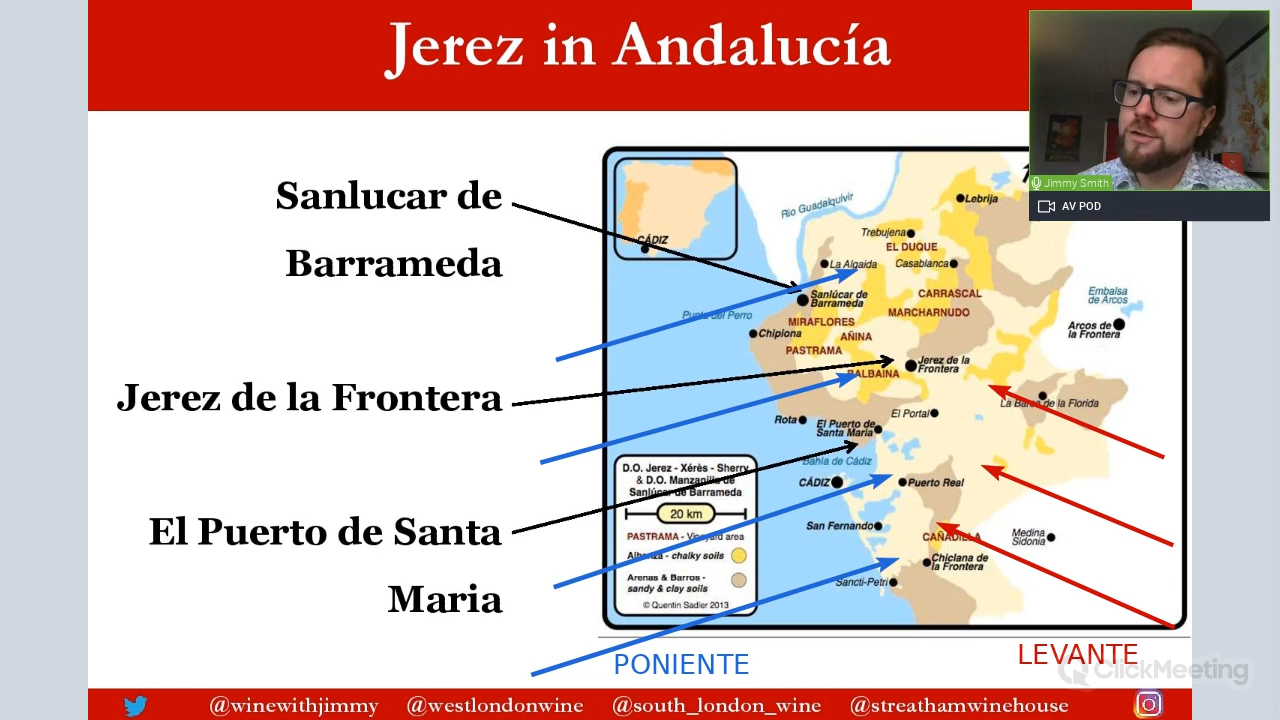 Jerez in Andalucía
Jimmy Smith
AV POD
Sanlucar de
Barrameda
Jerez de la Frontera
El Puerto de Santa
Maria
CÁDIZ
Rio Guadalquivir
Lebrija
Trebujena
EL DUQUE
La Algaida
Casablanca
Sanlúcar de
Barrameda
CARRASCAL
MARCHARNUDO
Embalsa
de Arcos
Arcos de
la Frontera
Punta del Perro
MIRAFLORES
Chipiona
AÑINA
PASTRAMA
BALBAINA
Jerez de la
Frontera
La Barca de la Florida
Rota
El Puerto de
Santa Maria
El Portal
Bahía de Cádiz
CÁDIZ
Puerto Real
San Fernando
CAÑADILLA
Medina
Sidonia
Chiclana de
la Frontera
Sancti-Petri
D.O. Jerez - Xérès - Sherry
& D.O. Manzanilla de
Sanlúcar de Barrameda
20 km
PASTRAMA - Vineyard area
Albariza - chalky soils
Arenas & Barros -
sandy & clay soils
© Quentin Sadler 2013
PONIENTE
LEVANTE
ClickMeeting
@winewithjimmy @westlondonwine @south_london_wine @streathamwinehouse